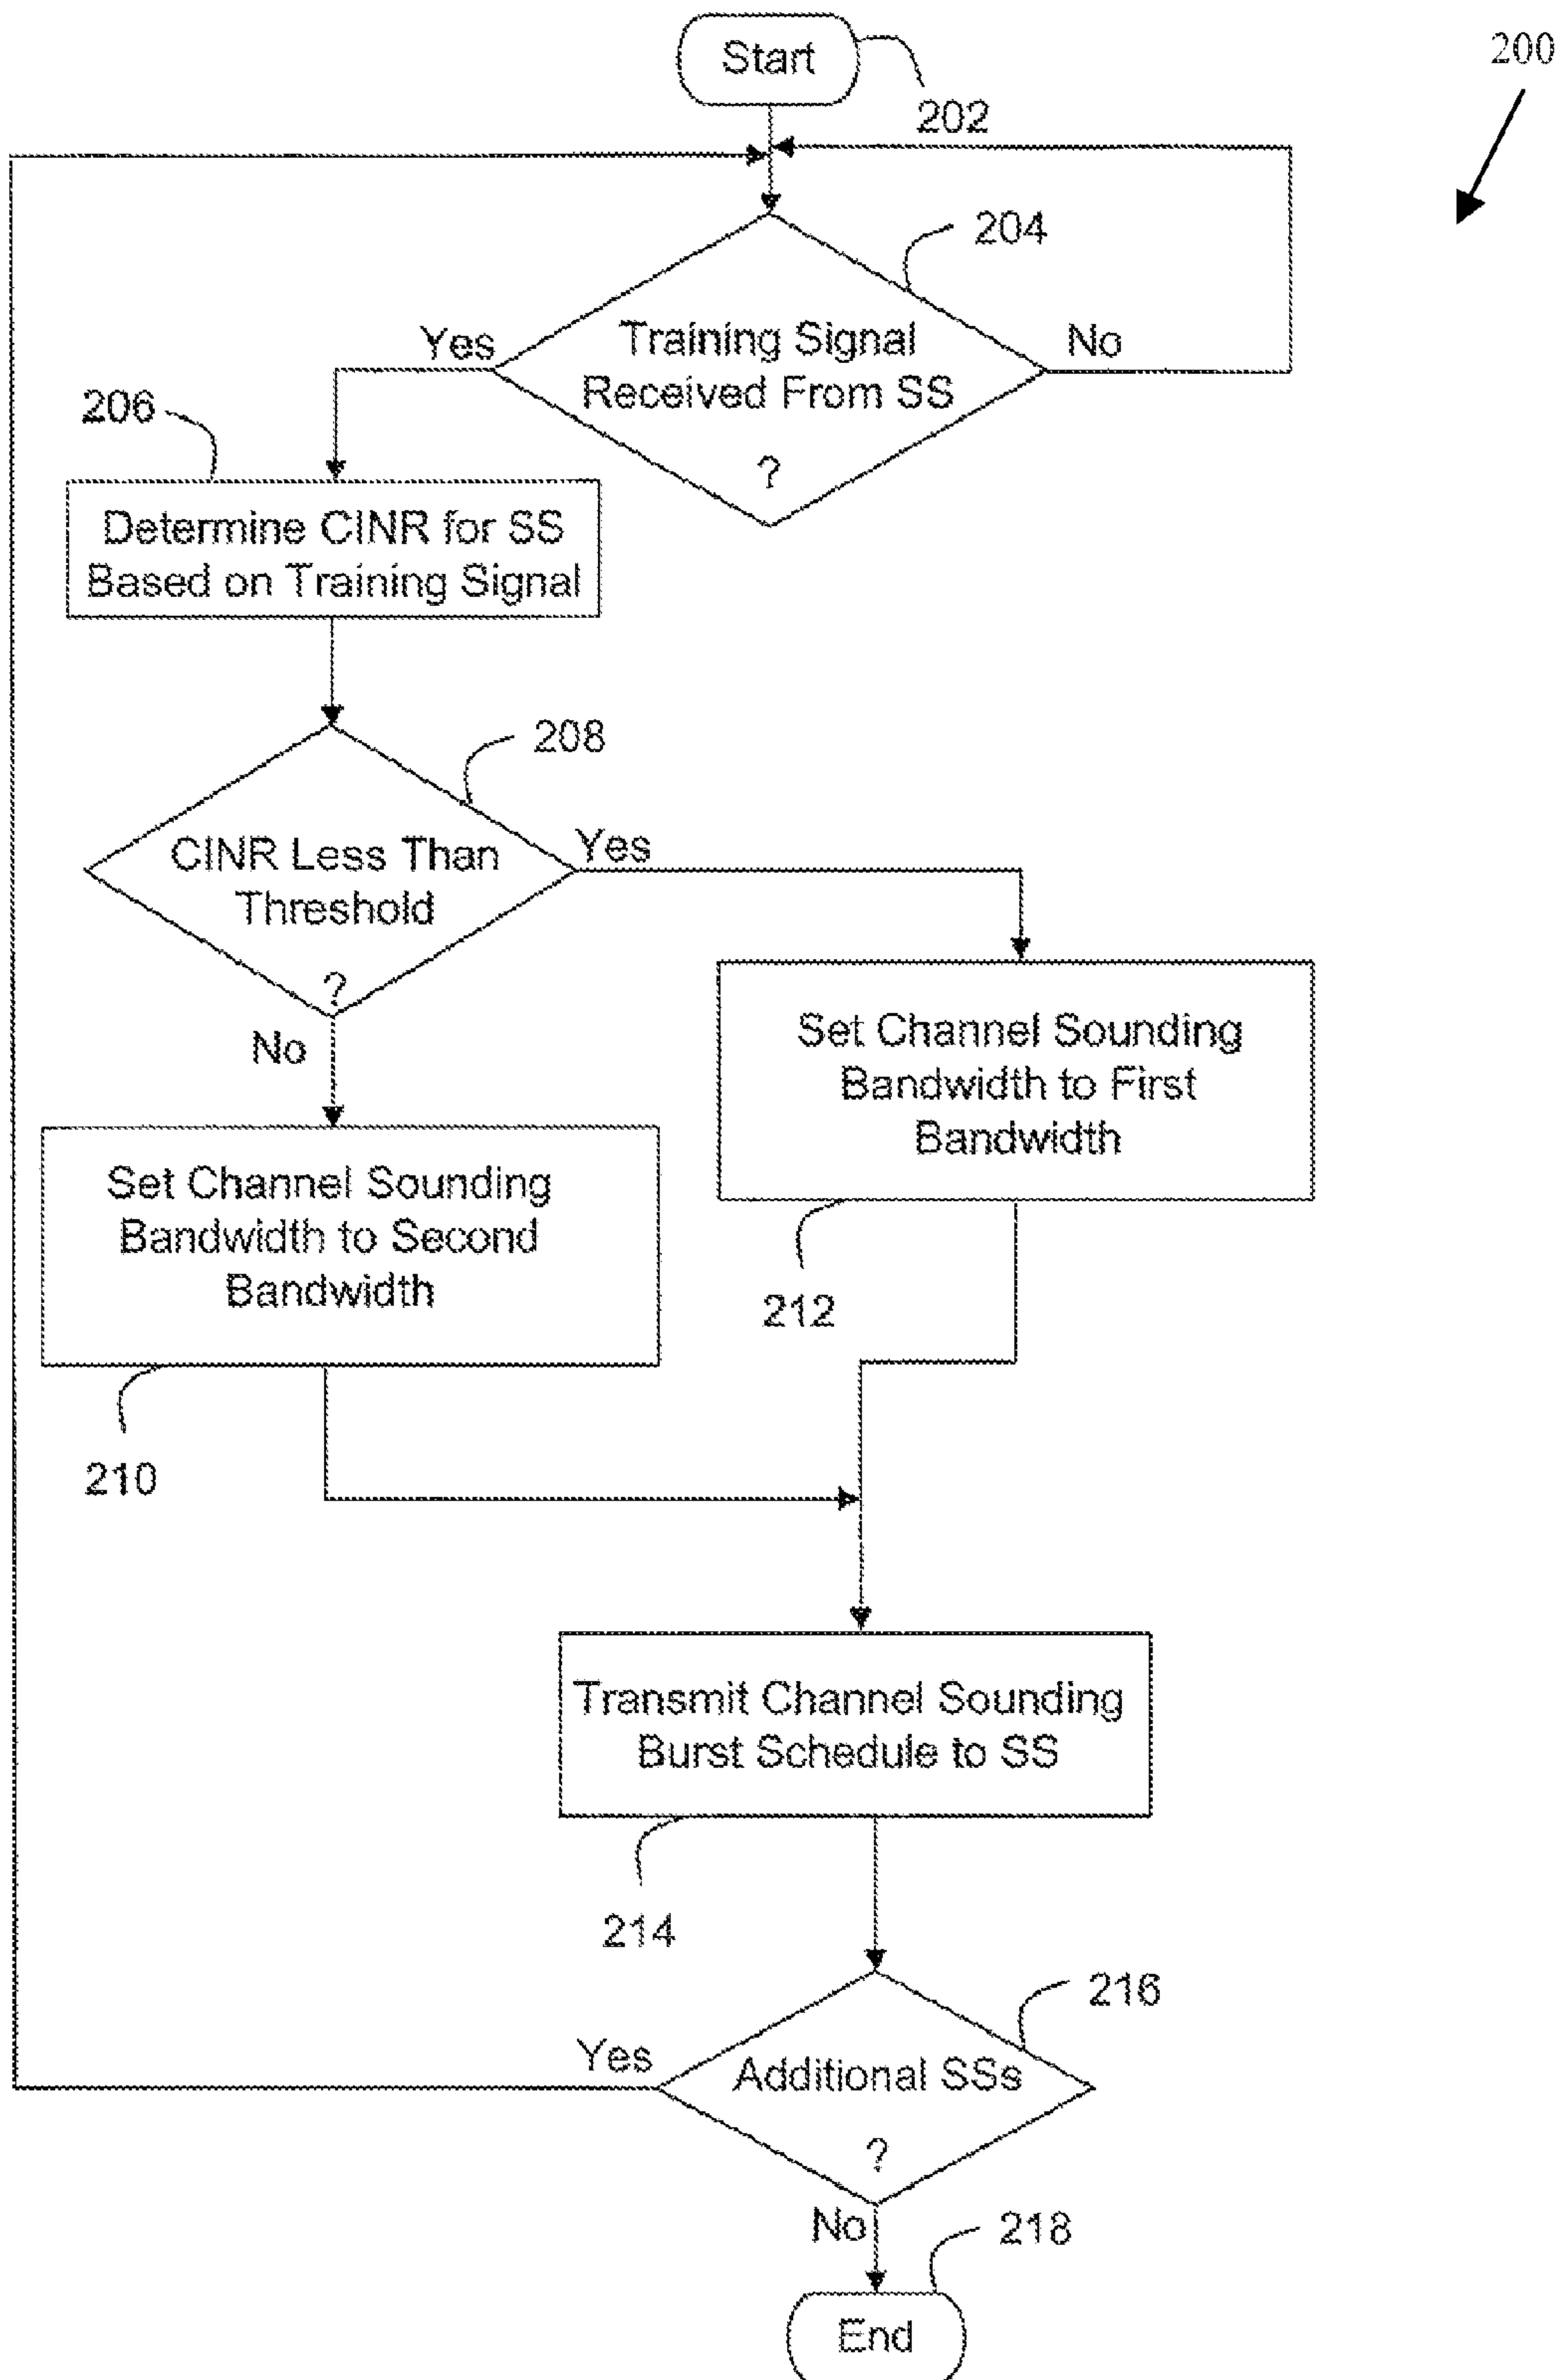 Start
200
202
204
Training Signal
Received From SS
?
Yes
No
206
Determine CINR for SS
Based on Training Signal
208
CINR Less Than
Threshold
?
Yes
No
Set Channel Sounding
Bandwidth to First
Bandwidth
Set Channel Sounding
Bandwidth to Second
Bandwidth
212
210
Transmit Channel Sounding
Burst Schedule to SS
214
216
Yes
Additional SSs
?
No
218
End